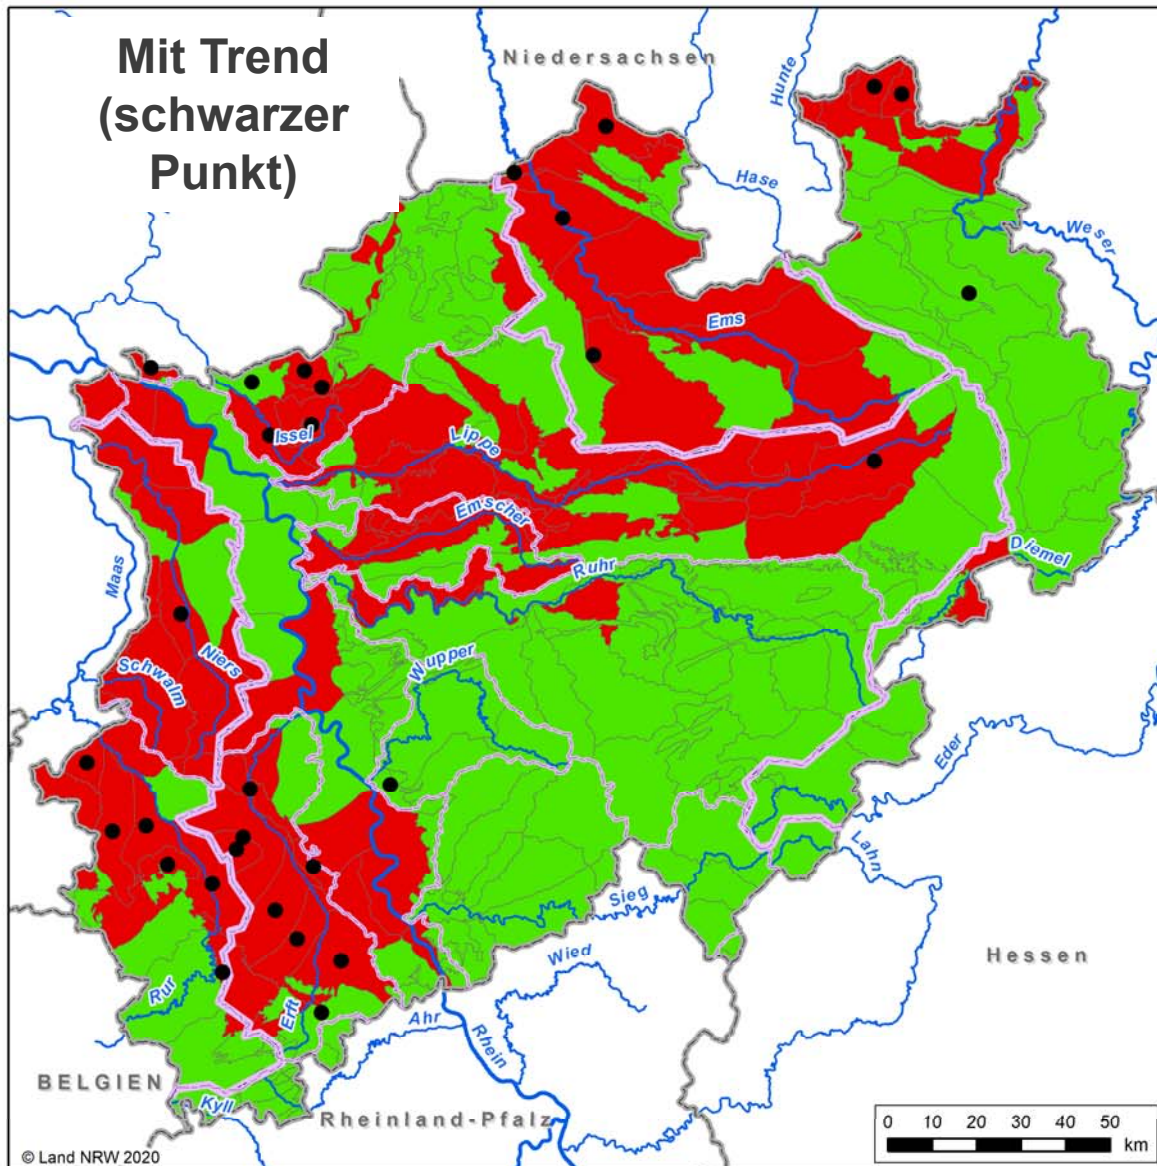 Mit Trend
(schwarzer
Punkt)
Niedersachsen
Hunte
Hase
Weser
Ems
Issel
Lippe
Emscher
Ruhr
Diemel
Maas
Niers
Schwalm
Wupper
Eder
Lahn
Sieg
Wied
Hessen
Rur
Erft
Ahr
Rhein
BELGIEN
Kyll
Rheinland-Pfalz
0 10 20 30 40 50
km
© Land NRW 2020